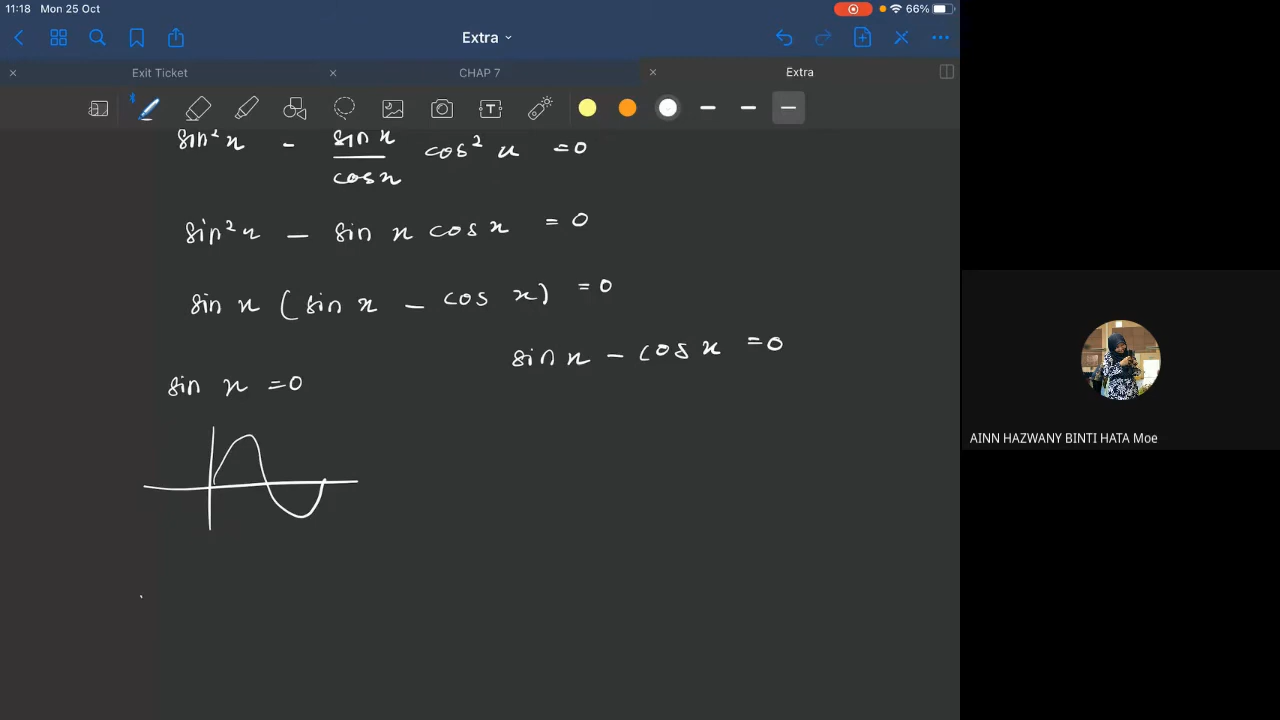 11:18 Mon 25 Oct 66%
Extra
Exit Ticket CHAP 7 Extra
sin²x - sin x/cos x cos² x = 0
sin²x - sin x cos x = 0
sin x (sin x - cos x) = 0
sin x - cos x = 0
sin x = 0
AINN HAZWANY BINTI HATA Moe